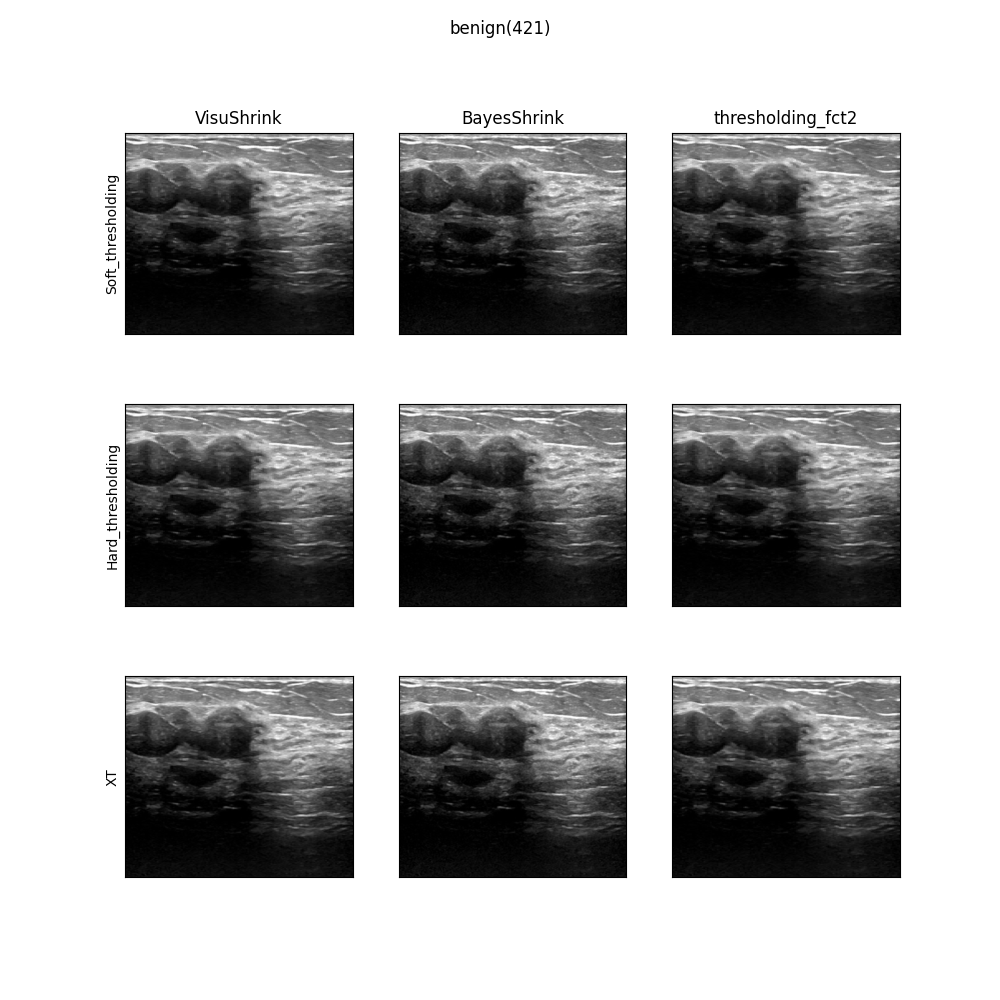 benign(421)
VisuShrink
BayesShrink
thresholding_fct2
Soft_thresholding
Hard_thresholding
XT